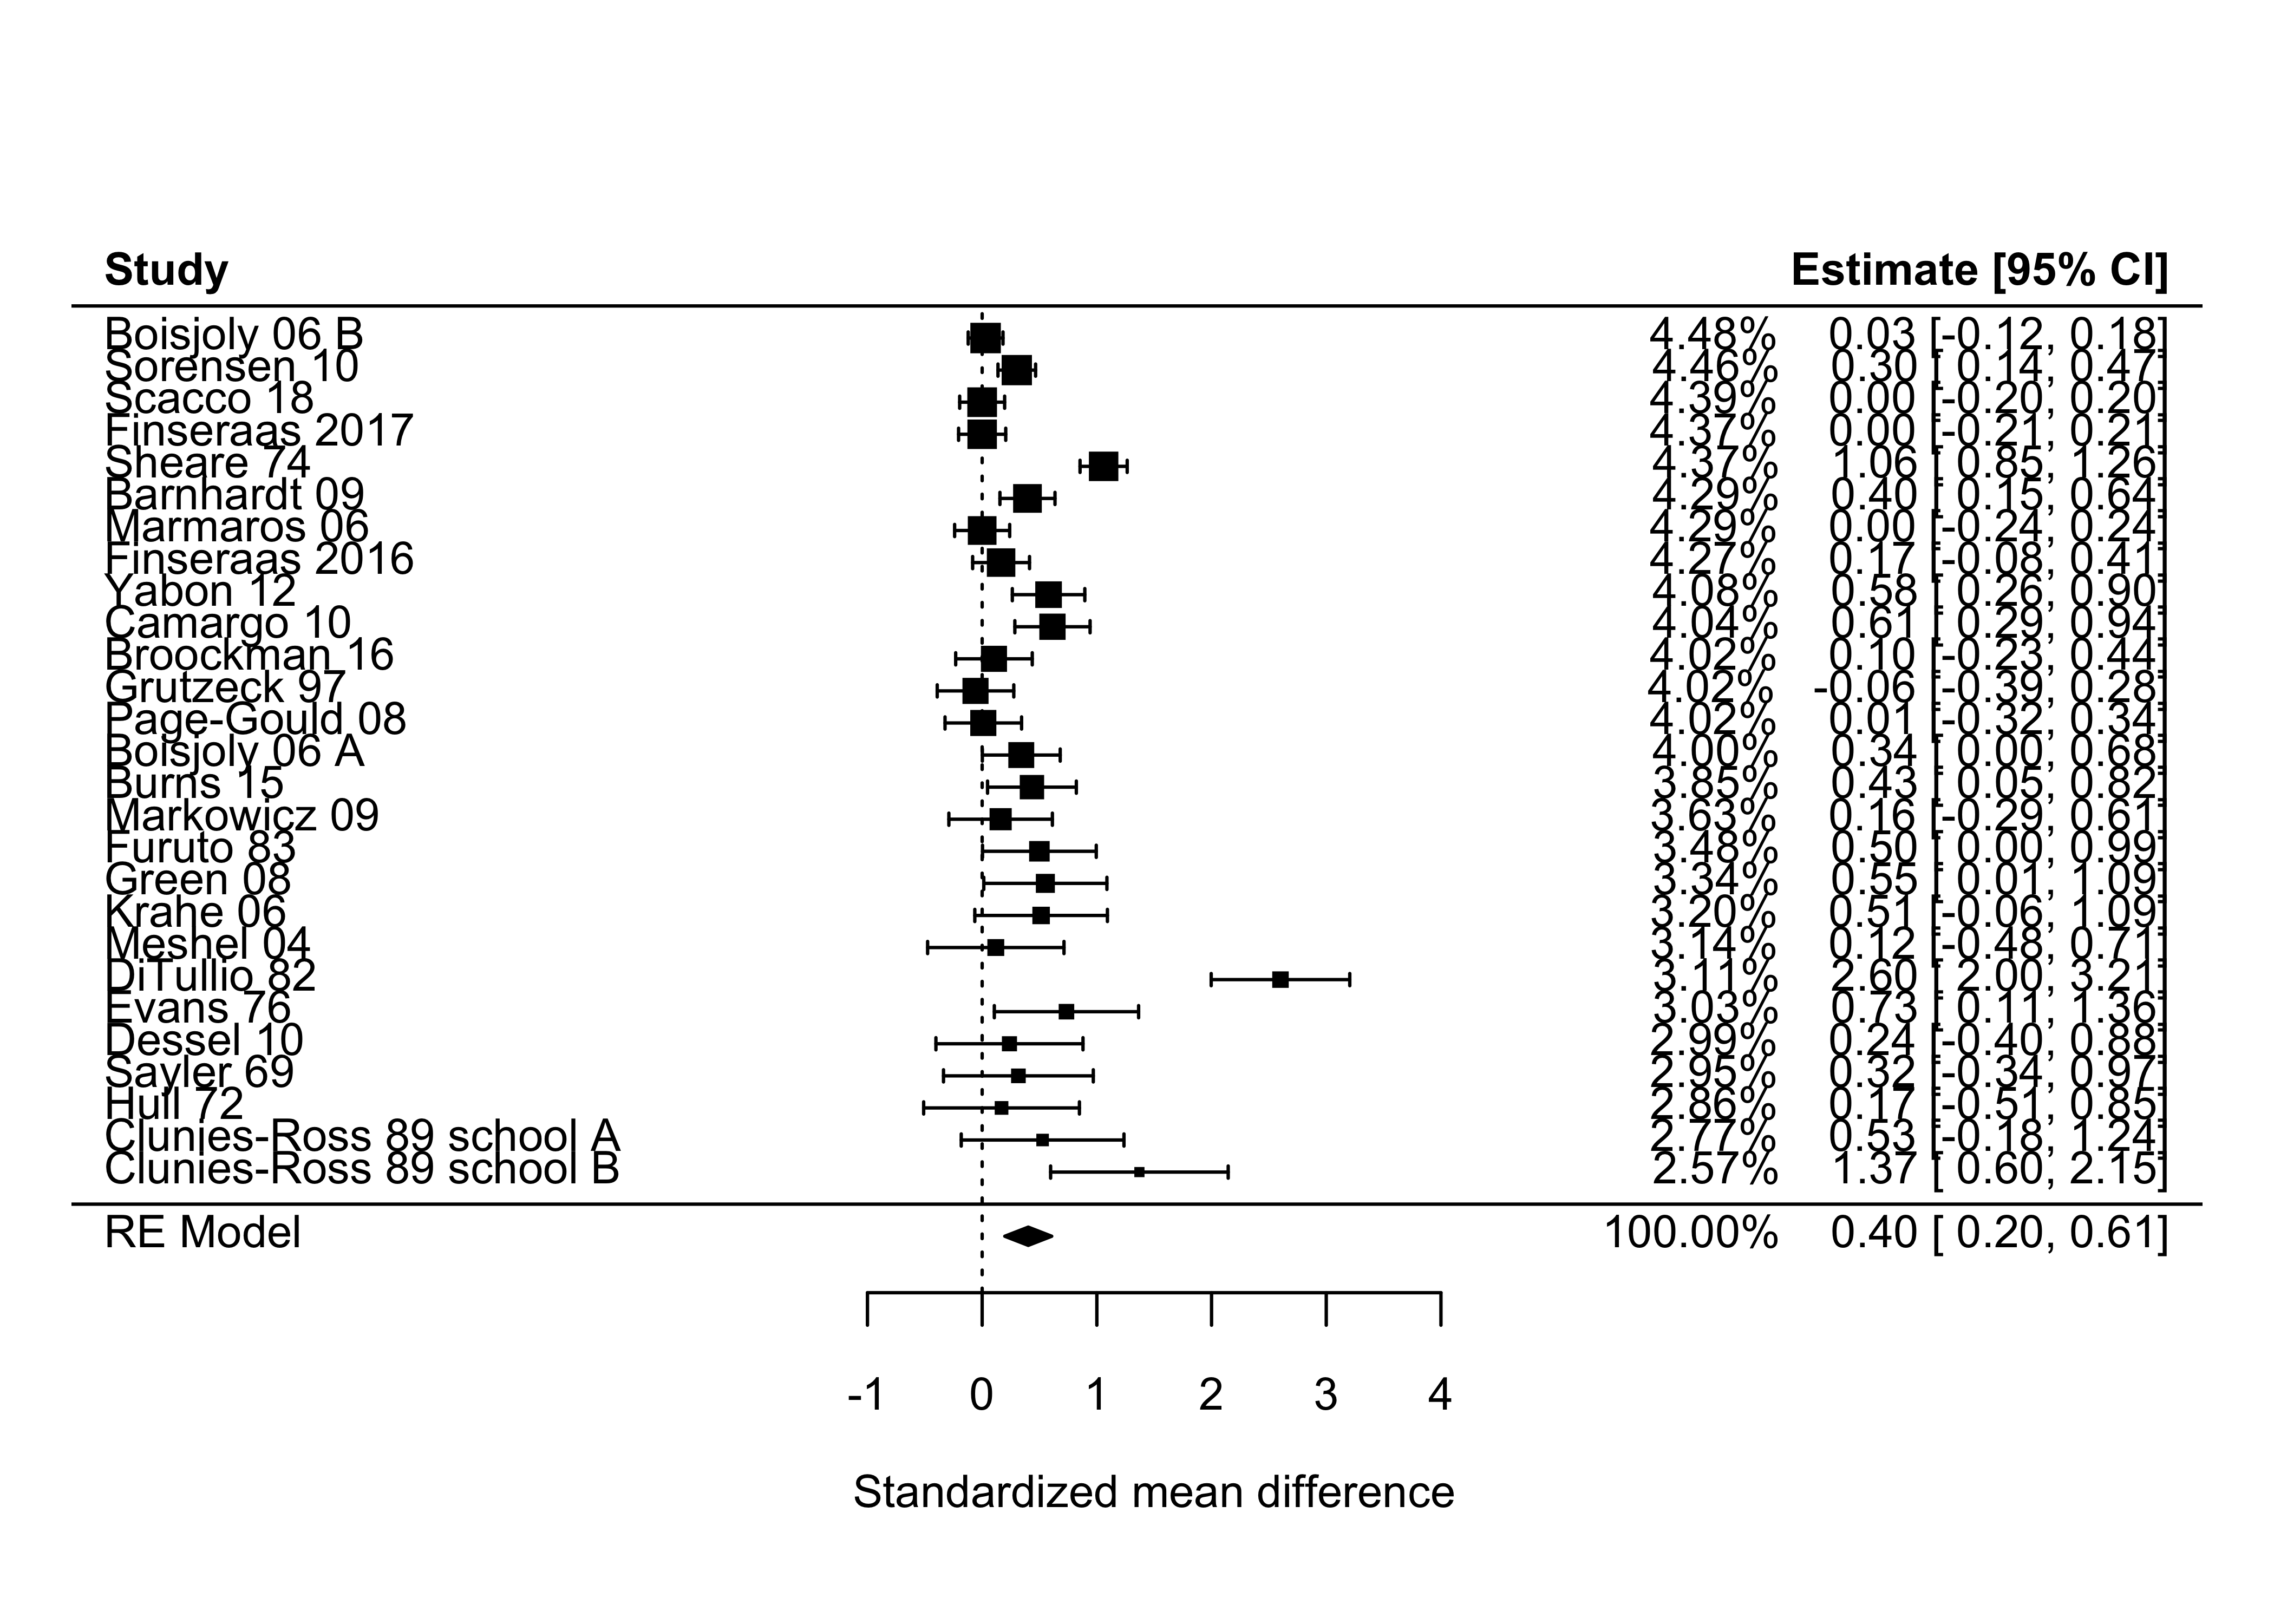 Study Estimate [95% CI]
Boisjoly 06 B 4.48% 0.03 [-0.12, 0.18]
Sorensen 10 4.46% 0.30 [ 0.14, 0.47]
Scacco 18 4.39% 0.00 [-0.20, 0.20]
Finseraas 2017 4.37% 0.00 [-0.21, 0.21]
Sheare 74 4.37% 1.06 [ 0.85, 1.26]
Barnhardt 09 4.29% 0.40 [ 0.15, 0.64]
Marmaros 06 4.29% 0.00 [-0.24, 0.24]
Finseraas 2016 4.27% 0.17 [-0.08, 0.41]
Yabon 12 4.08% 0.58 [ 0.26, 0.90]
Camargo 10 4.04% 0.61 [ 0.29, 0.94]
Broockman 16 4.02% 0.10 [-0.23, 0.44]
Grutzeck 97 4.02% -0.06 [-0.39, 0.28]
Page-Gould 08 4.02% 0.01 [-0.32, 0.34]
Boisjoly 06 A 4.00% 0.34 [ 0.00, 0.68]
Burns 15 3.85% 0.43 [ 0.05, 0.82]
Markowicz 09 3.63% 0.16 [-0.29, 0.61]
Furuto 83 3.48% 0.50 [ 0.00, 0.99]
Green 08 3.34% 0.55 [ 0.01, 1.09]
Krahe 06 3.20% 0.51 [-0.06, 1.09]
Meshel 04 3.14% 0.12 [-0.48, 0.71]
DiTullio 82 3.11% 2.60 [ 2.00, 3.21]
Evans 76 3.03% 0.73 [ 0.11, 1.36]
Dessel 10 2.99% 0.24 [-0.40, 0.88]
Sayler 69 2.95% 0.32 [-0.34, 0.97]
Hull 72 2.86% 0.17 [-0.51, 0.85]
Clunies-Ross 89 school A 2.77% 0.53 [-0.18, 1.24]
Clunies-Ross 89 school B 2.57% 1.37 [ 0.60, 2.15]
RE Model 100.00% 0.40 [ 0.20, 0.61]
-1 0 1 2 3 4
Standardized mean difference